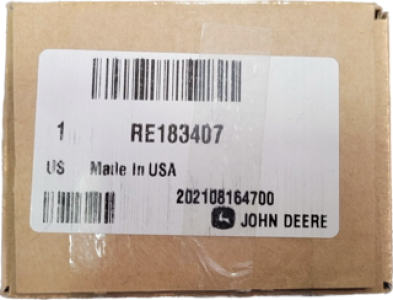 1 RE183407
US Made In USA
202108164700
JOHN DEERE